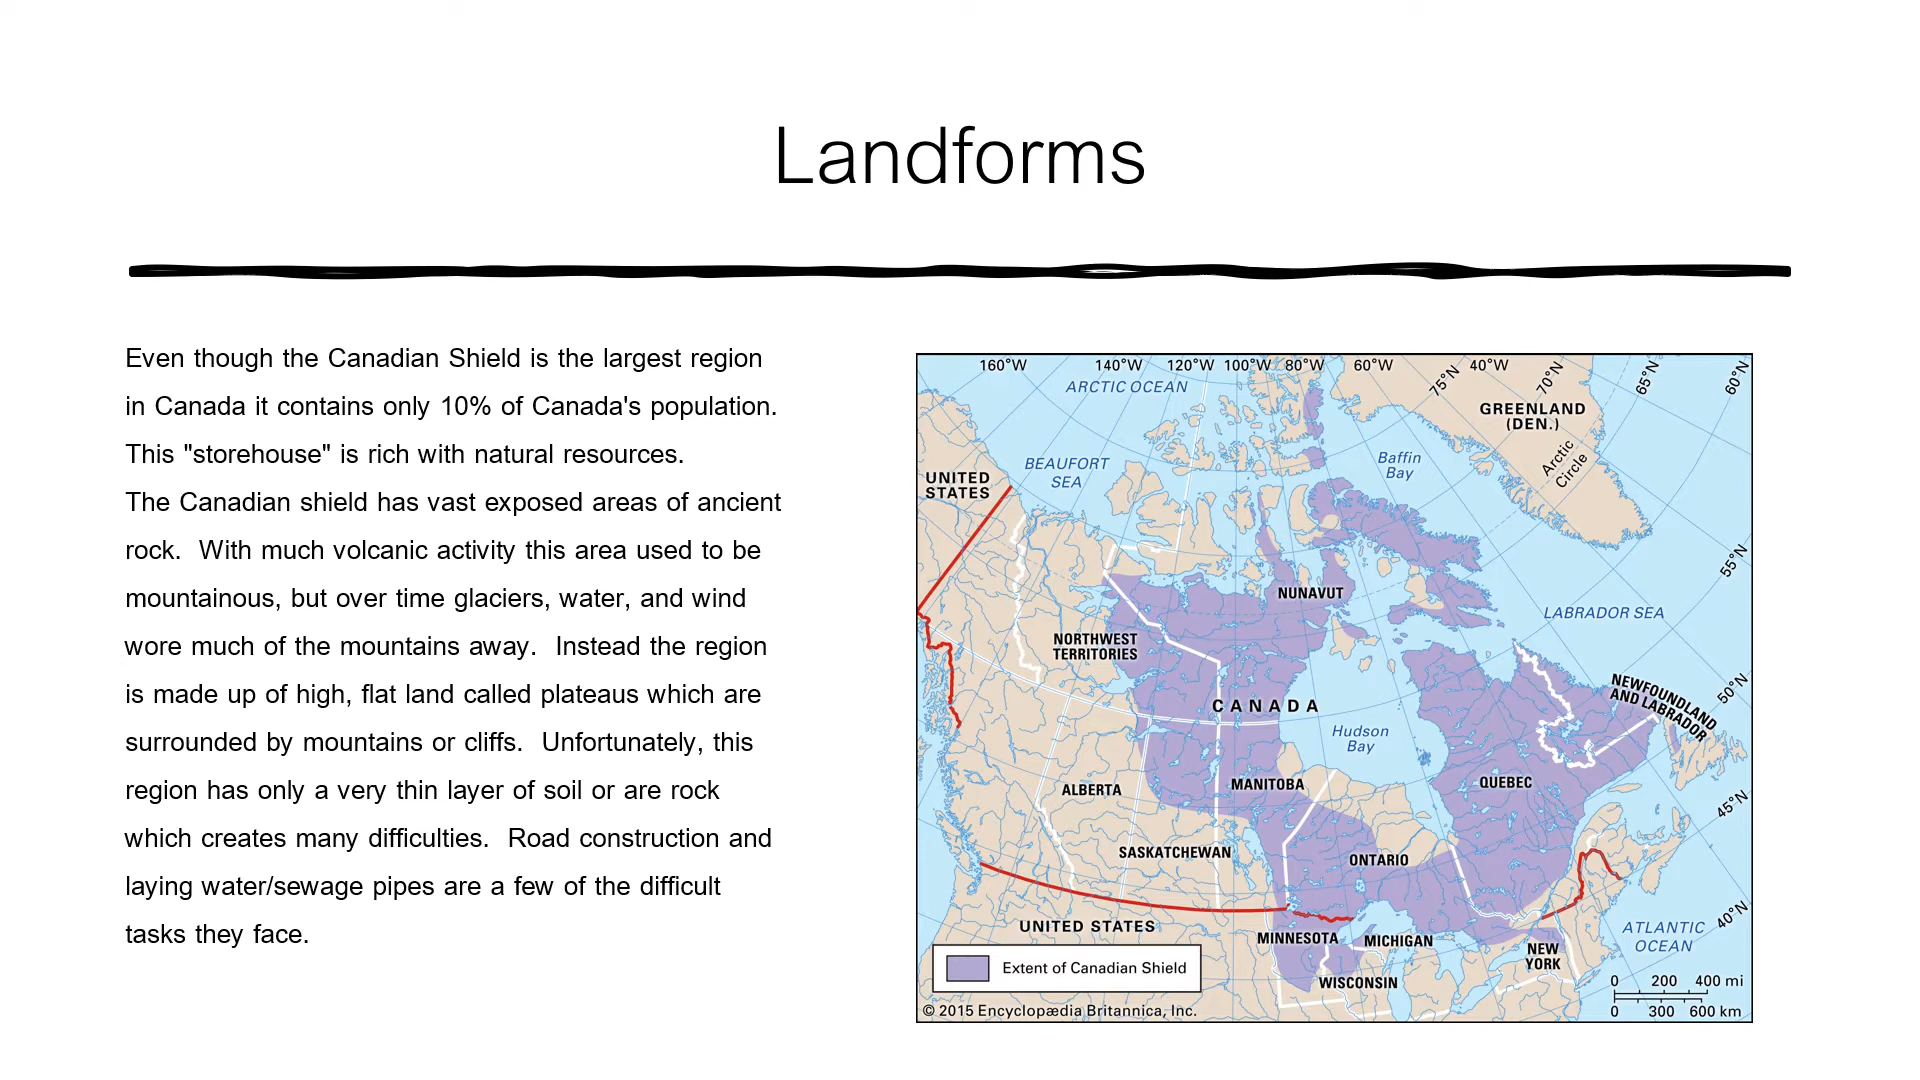 Landforms
Even though the Canadian Shield is the largest region
in Canada it contains only 10% of Canada's population.
This "storehouse" is rich with natural resources.
The Canadian shield has vast exposed areas of ancient
rock.  With much volcanic activity this area used to be
mountainous, but over time glaciers, water, and wind
wore much of the mountains away.  Instead the region
is made up of high, flat land called plateaus which are
surrounded by mountains or cliffs.  Unfortunately, this
region has only a very thin layer of soil or are rock
which creates many difficulties.  Road construction and
laying water/sewage pipes are a few of the difficult
tasks they face.
160°W 140°W 120°W 100°W 80°W 60°W 40°W
75°N 70°N 65°N 60°N
ARCTIC OCEAN
GREENLAND
(DEN.)
Arctic
Circle
BEAUFORT
SEA
Baffin
Bay
UNITED
STATES
55°N
NUNAVUT
LABRADOR SEA
NORTHWEST
TERRITORIES
NEWFOUNDLAND
AND LABRADOR
50°N
CANADA
Hudson
Bay
QUEBEC
MANITOBA
ALBERTA
45°N
SASKATCHEWAN
ONTARIO
40°N
UNITED STATES
ATLANTIC
OCEAN
MINNESOTA
MICHIGAN
NEW
YORK
WISCONSIN
Extent of Canadian Shield
0 200 400 mi
0 300 600 km
© 2015 Encyclopædia Britannica, Inc.